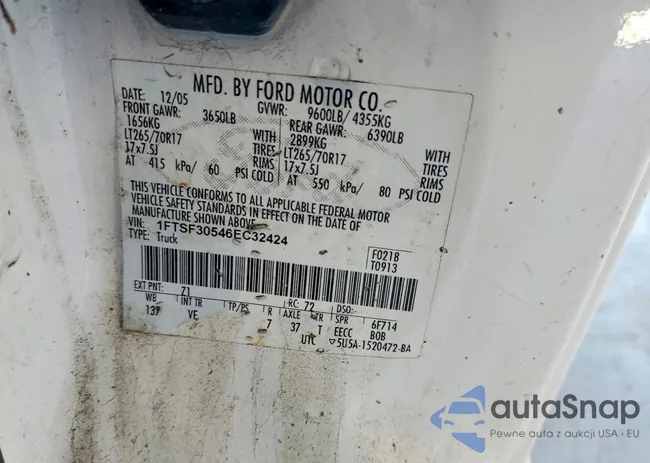 MFD. BY FORD MOTOR CO.
DATE: 12/05 GVWR: 9600LB/ 4355KG
FRONT GAWR: 3650LB REAR GAWR: 6390LB
1656KG WITH 2899KG WITH
LT265/70R17 TIRES LT265/70R17 TIRES
17x7.5J RIMS 17x7.5J RIMS
AT 415 kPa/ 60 PSI COLD AT 550 kPa/ 80 PSI COLD
THIS VEHICLE CONFORMS TO ALL APPLICABLE FEDERAL MOTOR
VEHICLE SAFETY STANDARDS IN EFFECT ON THE DATE OF
MANUFACTURE SHOWN ABOVE.
VIN: 1FTSF30546EC32424
TYPE: Truck
F0218
T0913
EXT PNT: Z1 RC: 72 DSO:
WB TP/PS R AXLE TR SPR 6F714
137 VE 7 37 T EECC BOB
UTC ▽5U5A-1520472-BA
autaSnap
Pewne auta z aukcji USA i EU